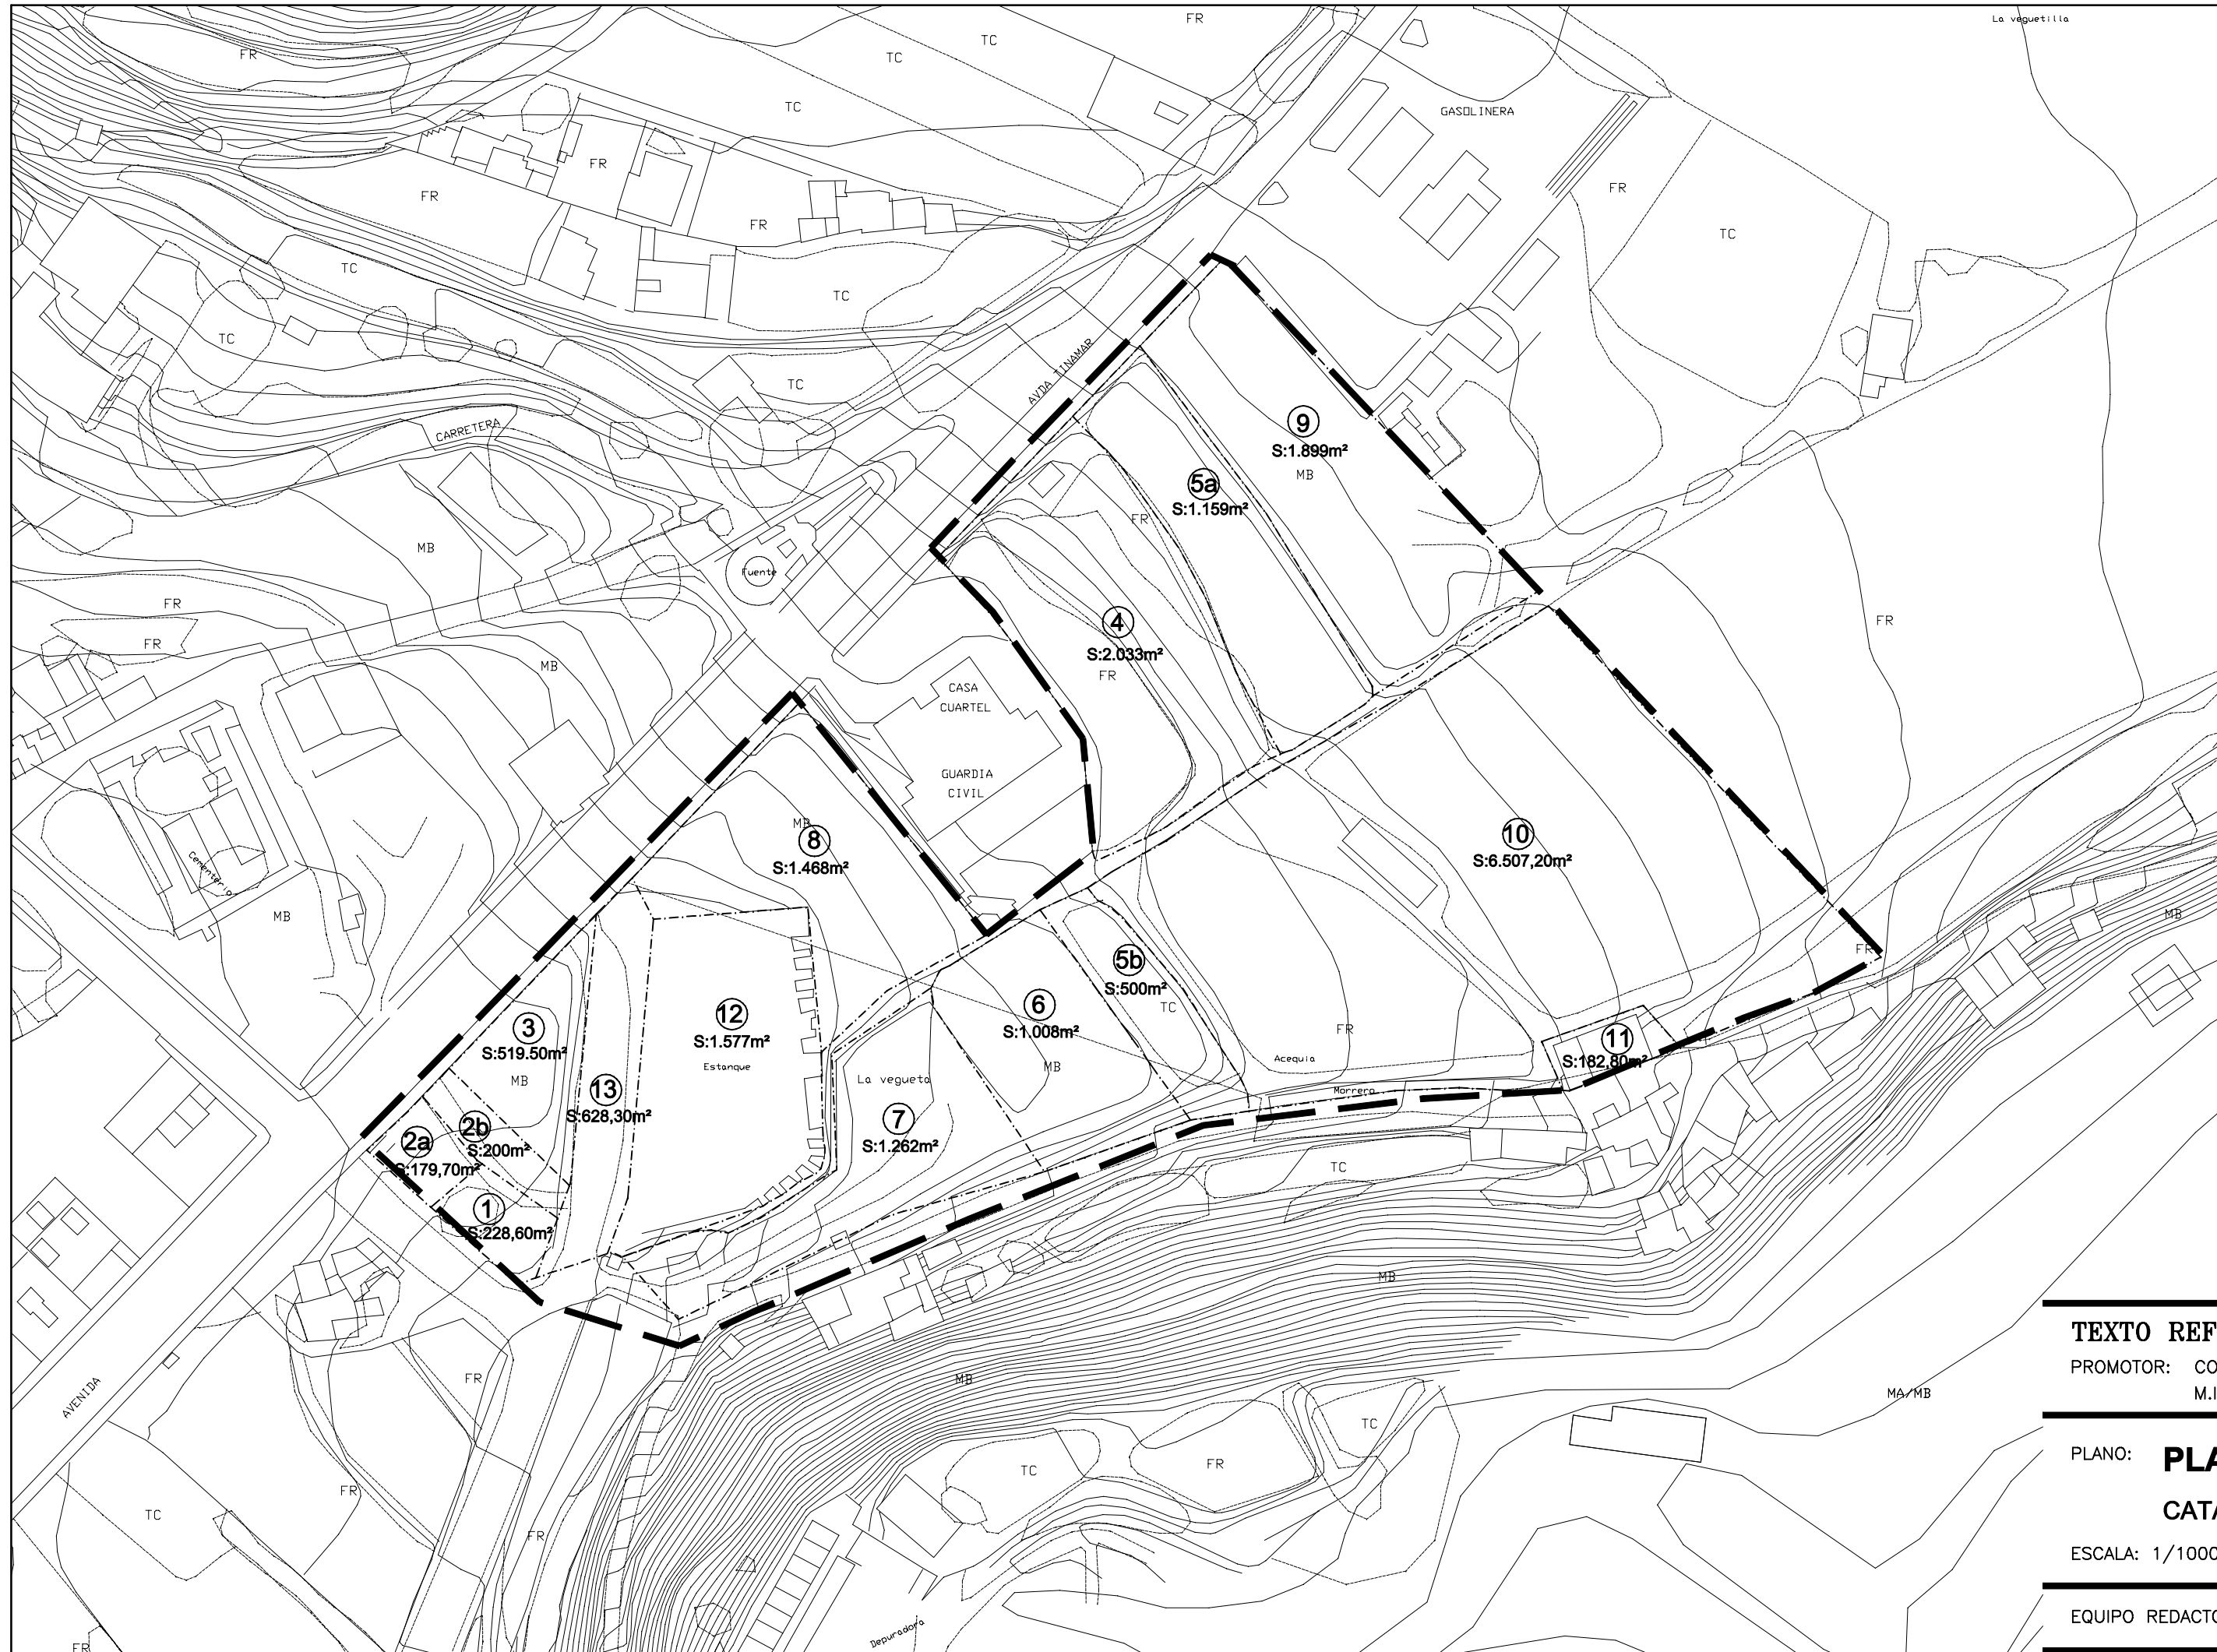 FR
La veguetilla
TC
FR
TC
TC
GASOLINERA
FR
FR
FR
FR
TC
TC
TC
TC
AVDA TINAMAR
TC
CARRETERA
9
S:1.899m²
MB
5a
S:1.159m²
FR
MB
Fuente
FR
FR
MB
4
S:2.033m²
FR
FR
CASA
CUARTEL
GUARDIA
CIVIL
MB
8
S:1.468m²
10
S:6.507,20m²
Cementerio
MB
MB
FR
5b
S:500m²
TC
6
S:1.008m²
MB
12
S:1.577m²
Estanque
3
S:519.50m²
MB
FR
11
S:182,80m²
Acequia
La vegueta
Morrero
13
S:628,30m²
7
S:1.262m²
2b
S:200m²
2a
S:179,70m²
TC
1
S:228,60m²
MB
FR
MB
AVENIDA
MA/MB
TC
FR
TC
FR
TC
FR
Depuradora
FR
TEXTO REF
PROMOTOR: CO
M.I
PLANO: PLA
CATA
ESCALA: 1/1000
EQUIPO REDACTO